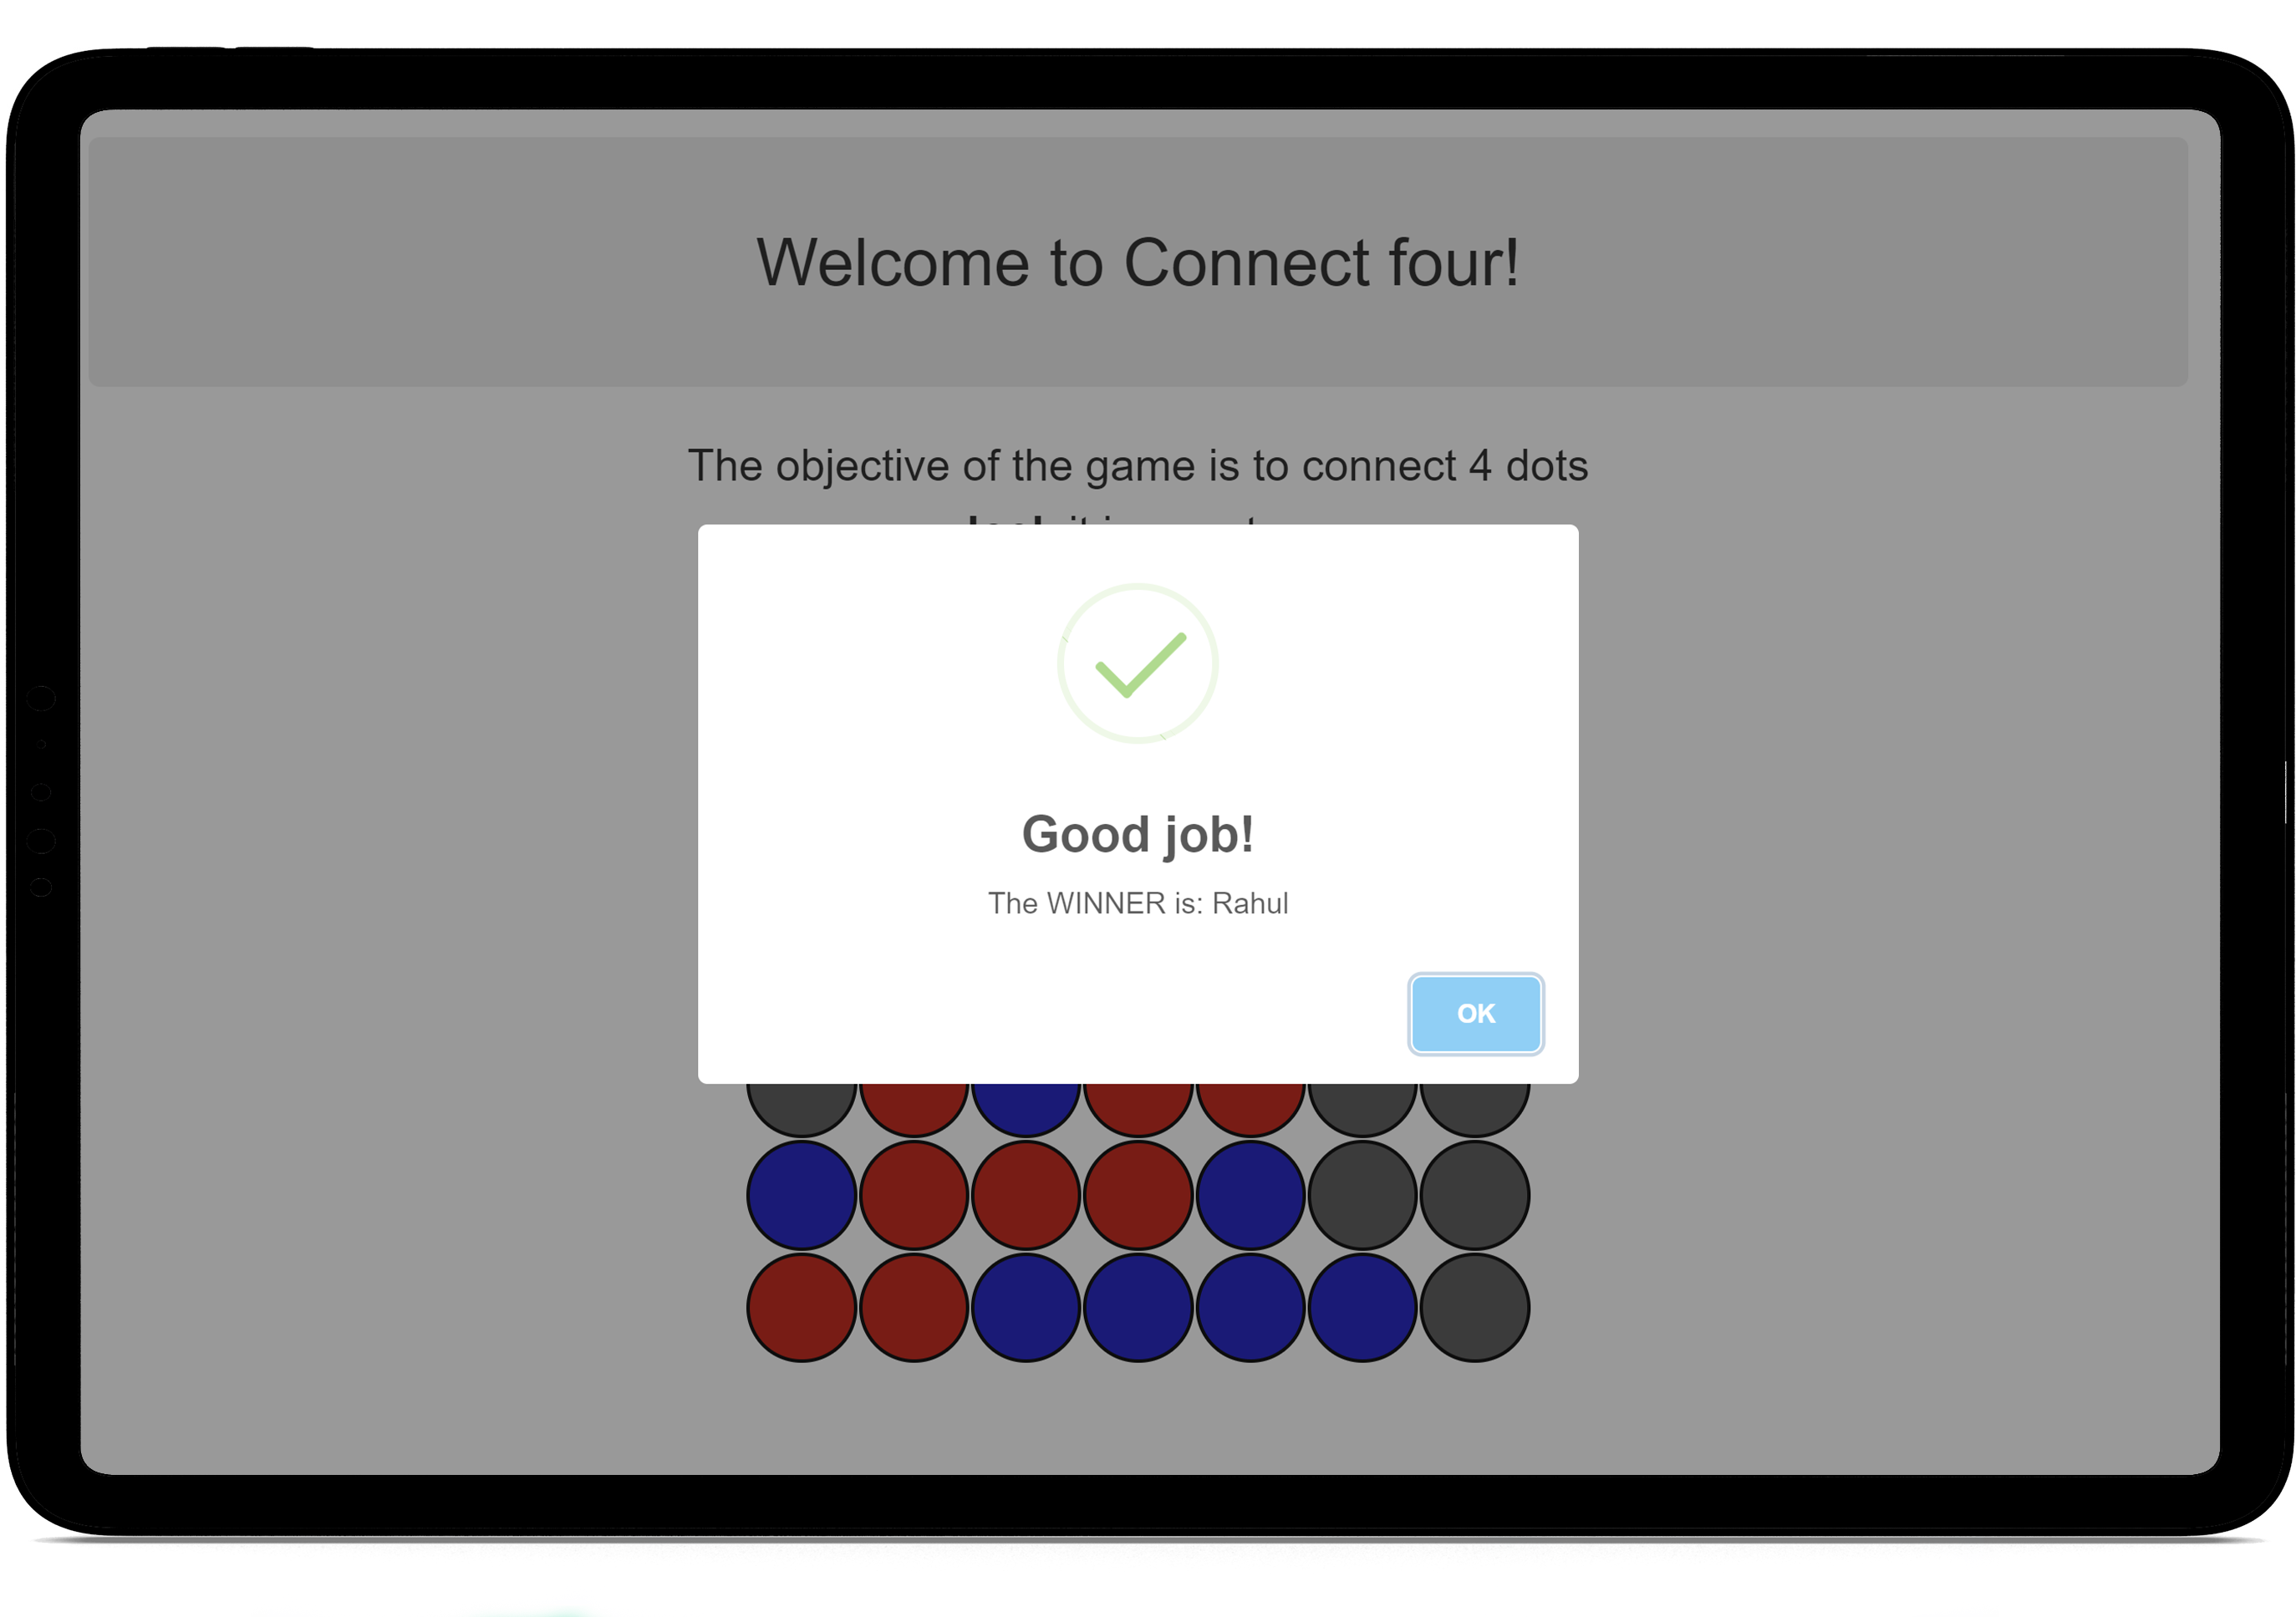 Welcome to Connect four!
The objective of the game is to connect 4 dots
Good job!
The WINNER is: Rahul
OK